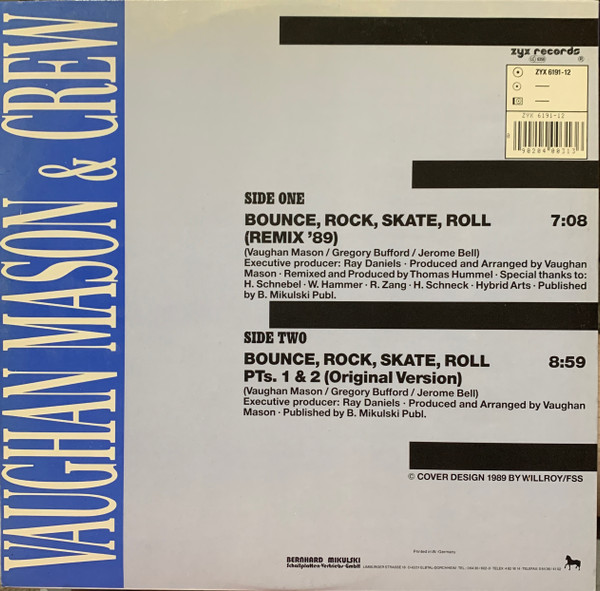 VAUGHAN MASON & CREW
zyx records
ZYX 6191-12
ZYX 6191-12
SIDE ONE
BOUNCE, ROCK, SKATE, ROLL 7:08
(REMIX '89)
(Vaughan Mason / Gregory Bufford / Jerome Bell)
Executive producer: Ray Daniels · Produced and Arranged by Vaughan
Mason · Remixed and Produced by Thomas Hummel · Special thanks to:
H. Schnebel · W. Hammer · R. Zang · H. Schneck · Hybrid Arts · Published
by B. Mikulski Publ.
SIDE TWO
BOUNCE, ROCK, SKATE, ROLL 8:59
PTs. 1 & 2 (Original Version)
(Vaughan Mason / Gregory Bufford / Jerome Bell)
Executive producer: Ray Daniels · Produced and Arranged by Vaughan
Mason · Published by B. Mikulski Publ.
© COVER DESIGN 1989 BY WILLROY/FSS
Printed in W.-Germany
BERNHARD MIKULSKI
Schallplatten-Vertriebs-GmbH